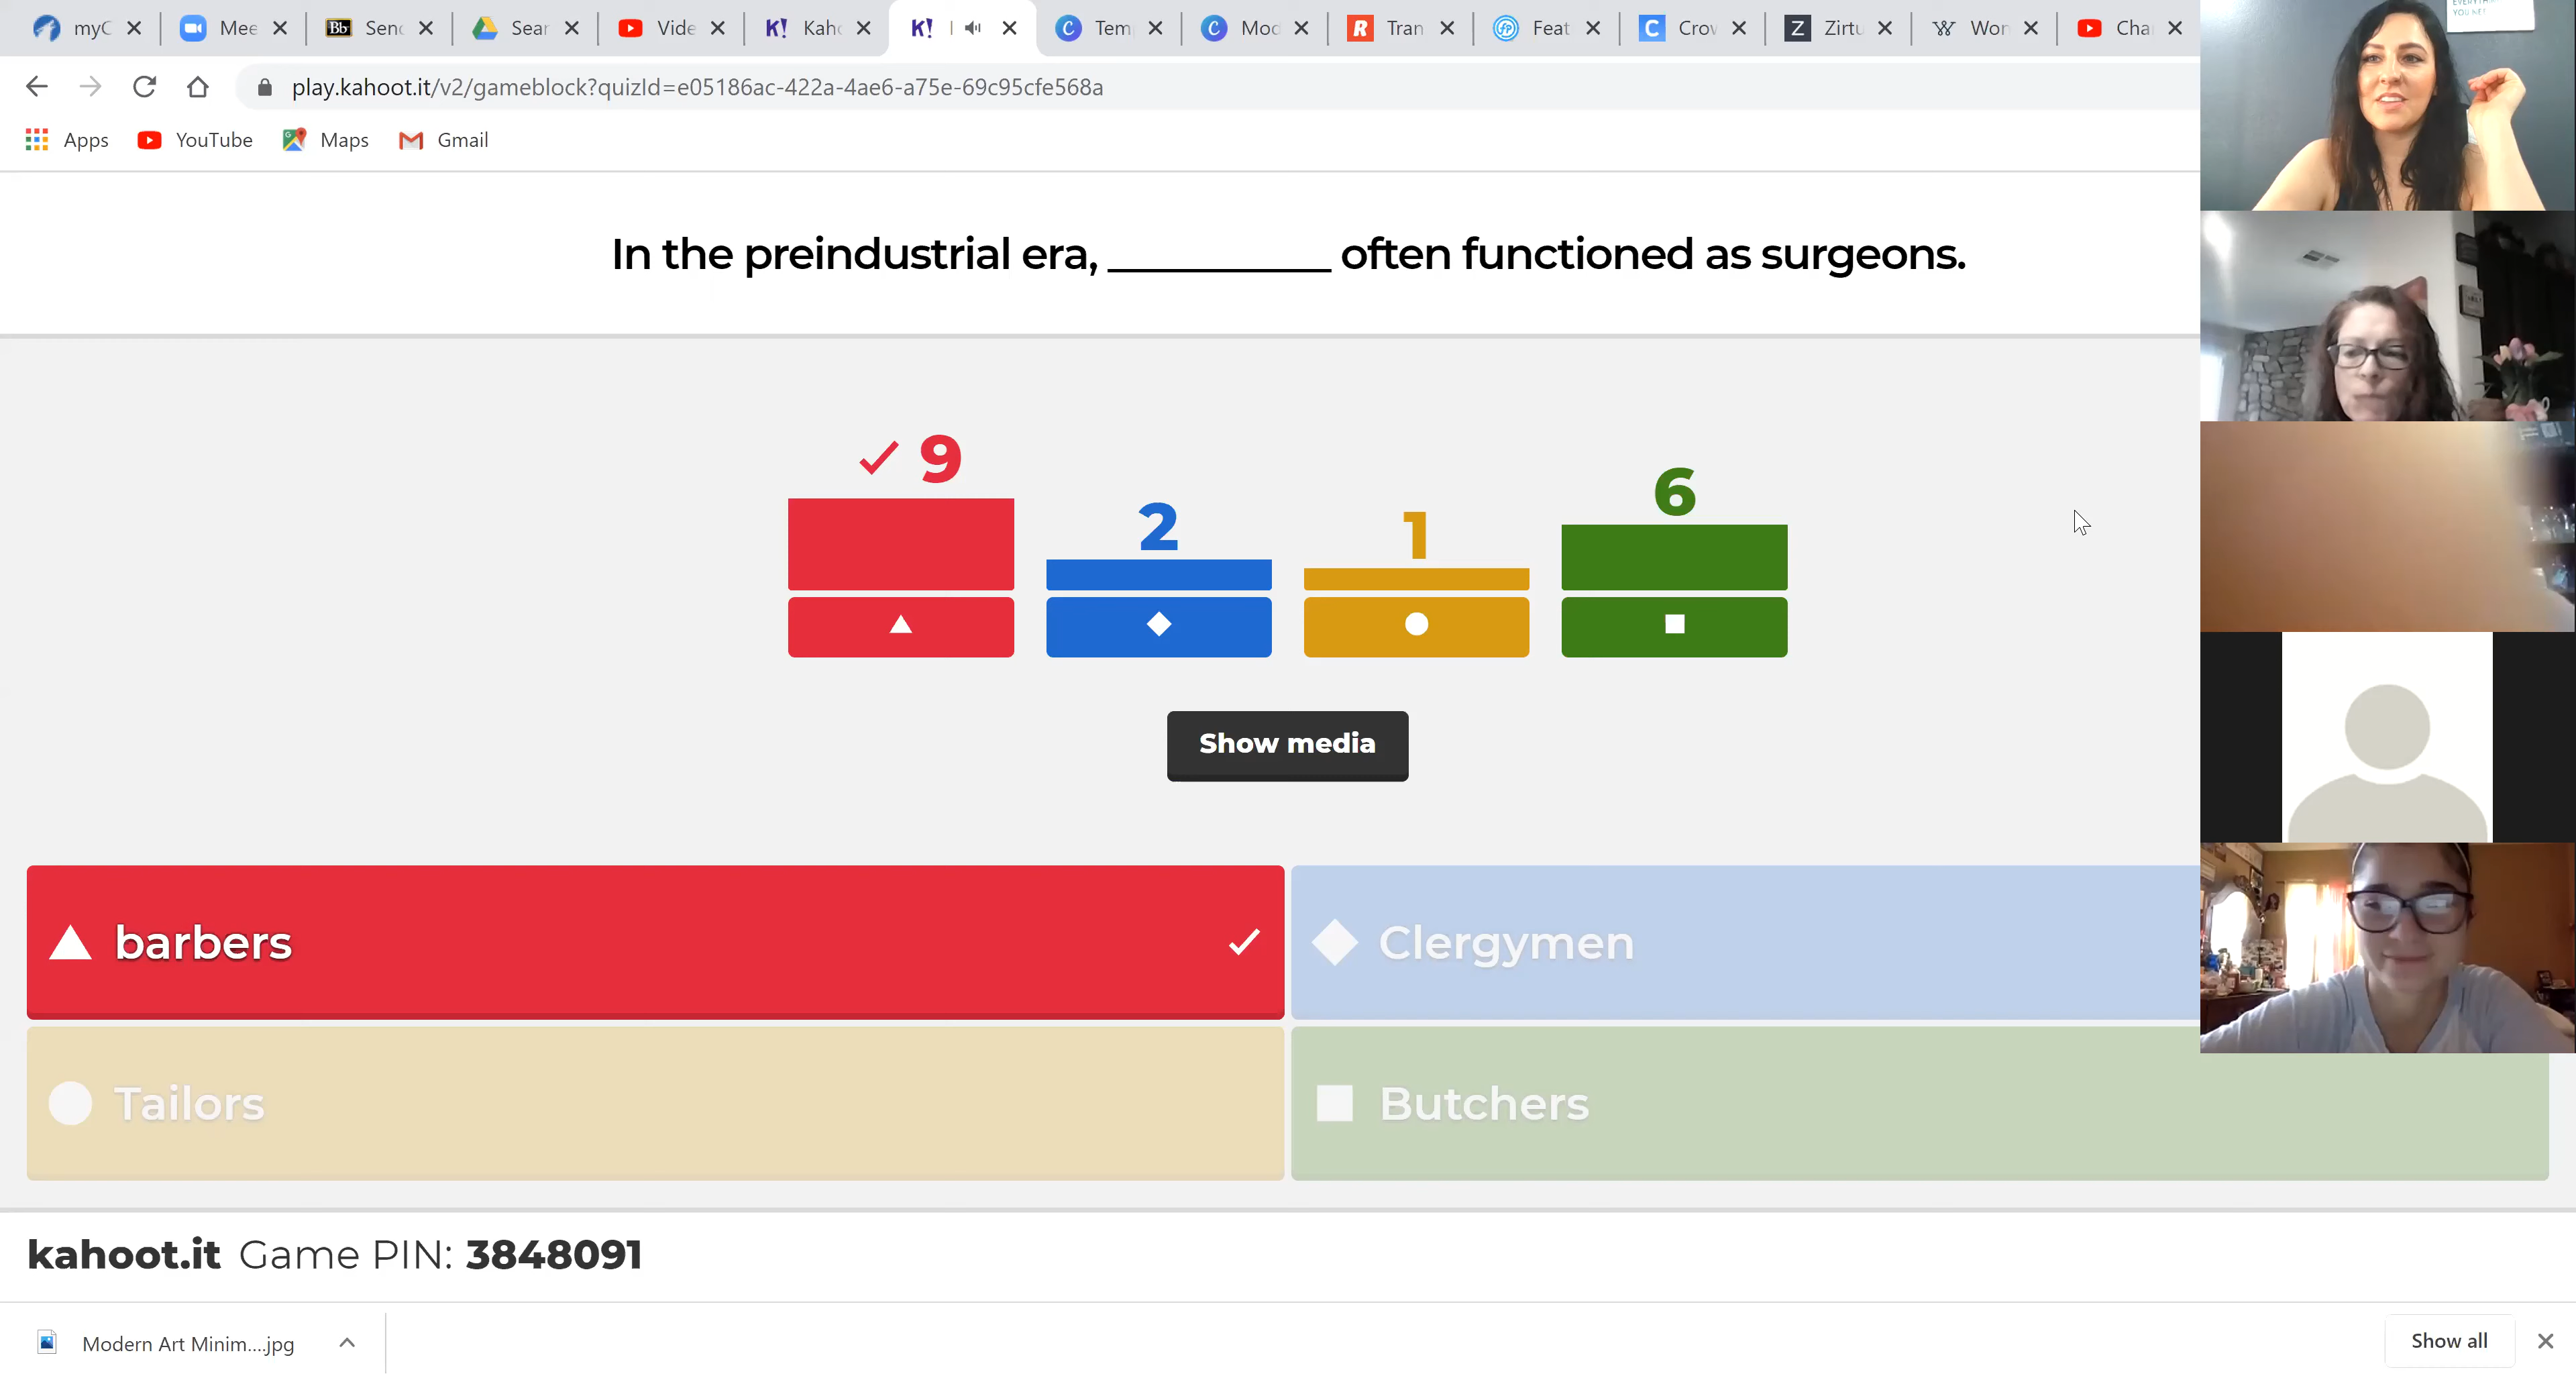 myC Mee Bb Senc Sear Vide K! Kaho K! Tem Moc R Tran fp Feat C Crov Z Zirtu W Wor Cha
play.kahoot.it/v2/gameblock?quizId=e05186ac-422a-4ae6-a75e-69c95cfe568a
Apps YouTube Maps Gmail
In the preindustrial era, __________ often functioned as surgeons.
9 2 1 6
Show media
barbers
Clergymen
Tailors
Butchers
kahoot.it Game PIN: 3848091
Modern Art Minim....jpg
Show all